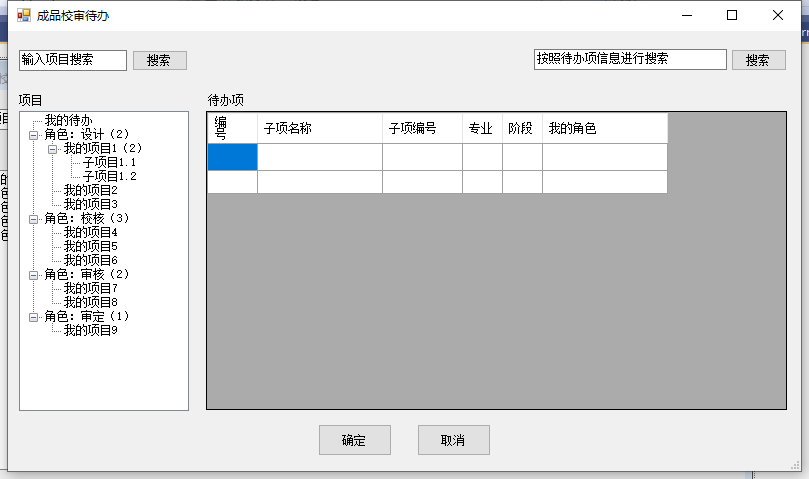 成品校审待办
输入项目搜索
搜索
按照待办项信息进行搜索
搜索
项目
待办项
我的待办
角色：设计（2）
我的项目1（2）
子项目1.1
子项目1.2
我的项目2
我的项目3
角色：校核（3）
我的项目4
我的项目5
我的项目6
角色：审核（2）
我的项目7
我的项目8
角色：审定（1）
我的项目9
编号
子项名称
子项编号
专业
阶段
我的角色
确定
取消